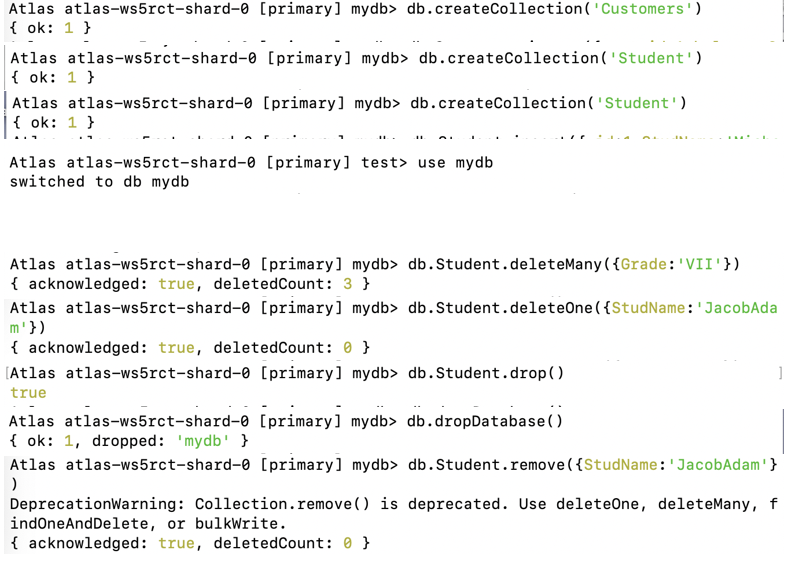 Atlas atlas-ws5rct-shard-0 [primary] mydb> db.createCollection('Customers')
{ ok: 1 }
Atlas atlas-ws5rct-shard-0 [primary] mydb> db.createCollection('Student')
{ ok: 1 }
Atlas atlas-ws5rct-shard-0 [primary] mydb> db.createCollection('Student')
{ ok: 1 }
Atlas atlas-ws5rct-shard-0 [primary] test> use mydb
switched to db mydb
Atlas atlas-ws5rct-shard-0 [primary] mydb> db.Student.deleteMany({Grade:'VII'})
{ acknowledged: true, deletedCount: 3 }
Atlas atlas-ws5rct-shard-0 [primary] mydb> db.Student.deleteOne({StudName:'JacobAda
m'})
{ acknowledged: true, deletedCount: 0 }
[Atlas atlas-ws5rct-shard-0 [primary] mydb> db.Student.drop() ]
true
Atlas atlas-ws5rct-shard-0 [primary] mydb> db.dropDatabase()
{ ok: 1, dropped: 'mydb' }
Atlas atlas-ws5rct-shard-0 [primary] mydb> db.Student.remove({StudName:'JacobAdam'}
)
DeprecationWarning: Collection.remove() is deprecated. Use deleteOne, deleteMany, f
indOneAndDelete, or bulkWrite.
{ acknowledged: true, deletedCount: 0 }